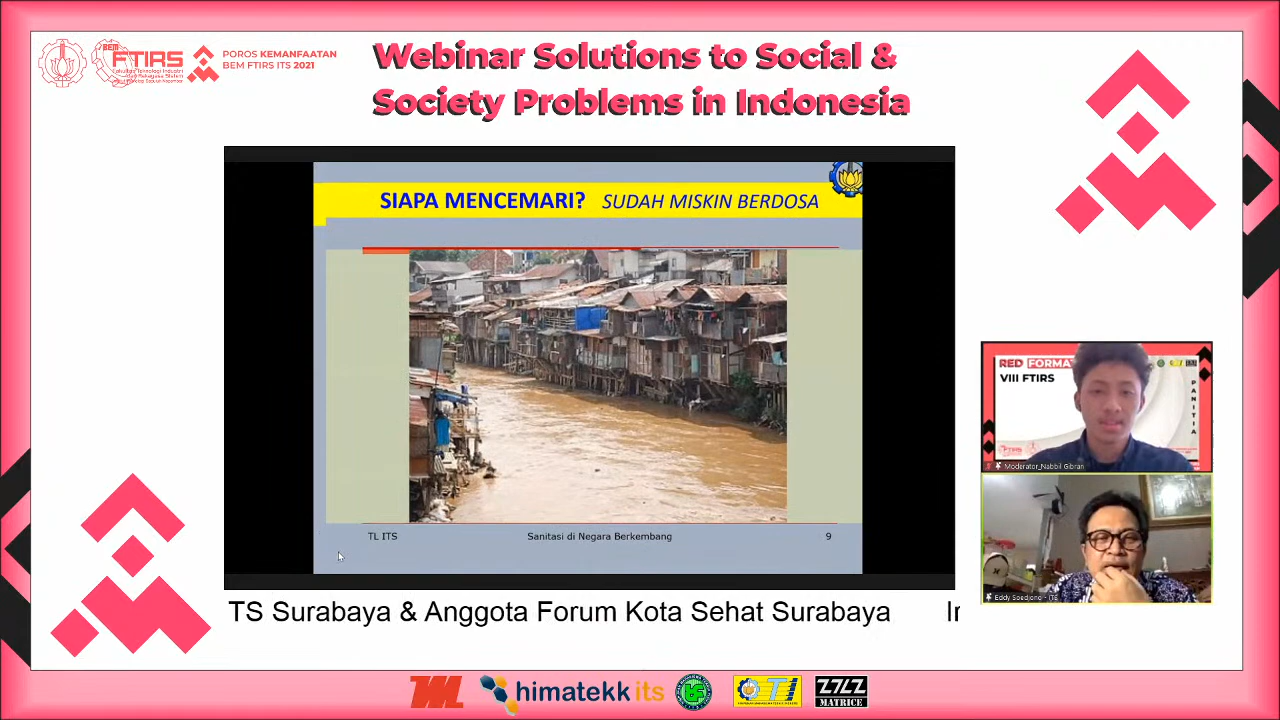 BEM
FTIRS
POROS KEMANFAATAN
BEM FTIRS ITS 2021
Webinar Solutions to Social &
Society Problems in Indonesia
SIAPA MENCEMARI? SUDAH MISKIN BERDOSA
TL ITS
Sanitasi di Negara Berkembang
9
RED FORMAT
VIII FTIRS
PANITIA
Moderator_Nabbil Gibran
Eddy Soedjono - ITS
TS Surabaya & Anggota Forum Kota Sehat Surabaya
himatekk its
MATRICE